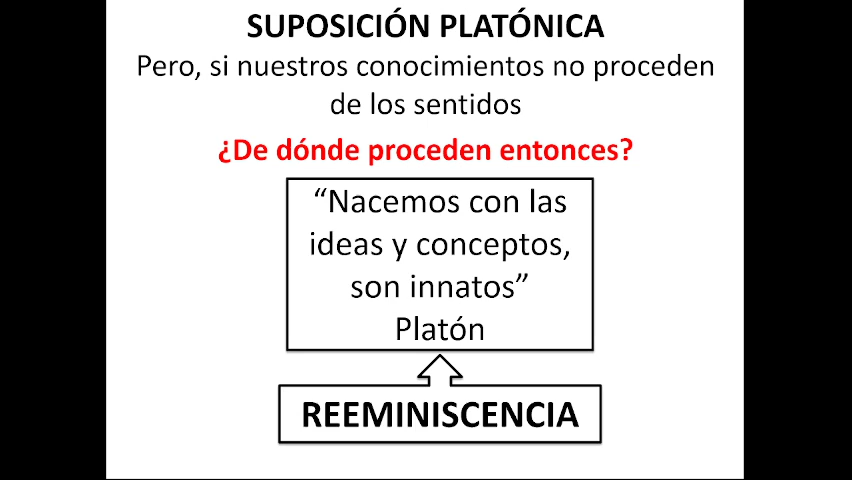 SUPOSICIÓN PLATÓNICA
Pero, si nuestros conocimientos no proceden
de los sentidos
¿De dónde proceden entonces?
“Nacemos con las
ideas y conceptos,
son innatos”
Platón
REEMINISCENCIA